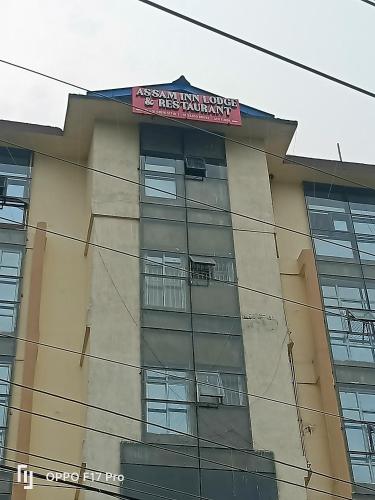 ASSAM INN LODGE
& RESTAURANT
OPPO F17 Pro